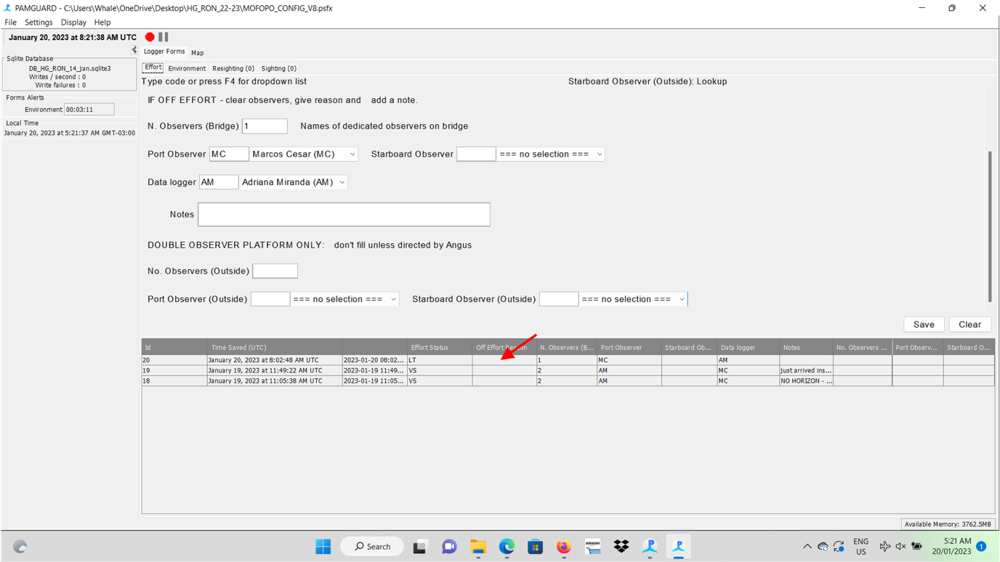 PAMGUARD - C:\Users\Whale\OneDrive\Desktop\HG_RON_22-23\MOFOPO_CONFIG_V8.psfx
File Settings Display Help
January 20, 2023 at 8:21:38 AM UTC
Sqlite Database
DB_HG_RON_14_jan.sqlite3
Writes / second : 0
Write failures : 0
Forms Alerts
Environment 00:03:11
Local Time
January 20, 2023 at 5:21:37 AM GMT-03:00
Logger Forms Map
Effort Environment Resighting (0) Sighting (0)
Type code or press F4 for dropdown list Starboard Observer (Outside): Lookup
IF OFF EFFORT - clear observers, give reason and add a note.
N. Observers (Bridge) 1 Names of dedicated observers on bridge
Port Observer MC Marcos Cesar (MC) Starboard Observer === no selection ===
Data logger AM Adriana Miranda (AM)
Notes
DOUBLE OBSERVER PLATFORM ONLY: don't fill unless directed by Angus
No. Observers (Outside)
Port Observer (Outside) === no selection === Starboard Observer (Outside) === no selection ===
Save Clear
Id Time Saved (UTC) Effort Status Off Effort Reason N. Observers (B... Port Observer Starboard Ob... Data logger Notes No. Observers ... Port Observ... Starboard O...
20 January 20, 2023 at 8:02:48 AM UTC 2023-01-20 08:02... LT 1 MC AM
19 January 19, 2023 at 11:49:22 AM UTC 2023-01-19 11:49... VS 2 AM MC just arrived ins...
18 January 19, 2023 at 11:05:38 AM UTC 2023-01-19 11:05... VS 2 AM MC NO HORIZON - ...
Available Memory: 3762.5MB
Search
amazon
ENG
US
5:21 AM
20/01/2023
1